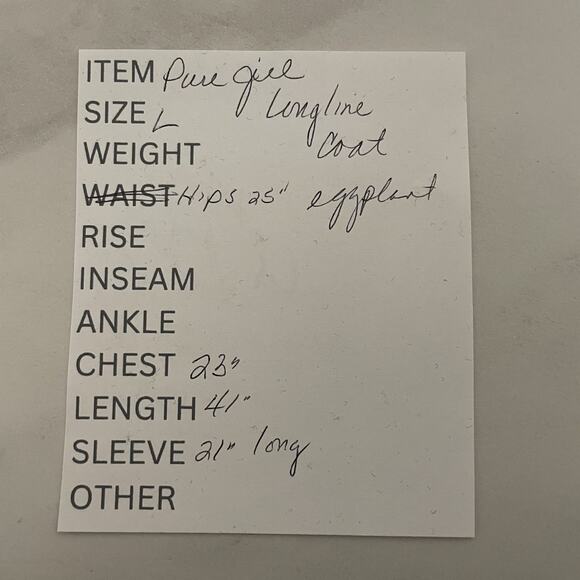 ITEM Pure giel
SIZE L Longline
WEIGHT Coat
WAIST Hips 25" eggplant
RISE
INSEAM
ANKLE
CHEST 23"
LENGTH 41"
SLEEVE 21" long
OTHER